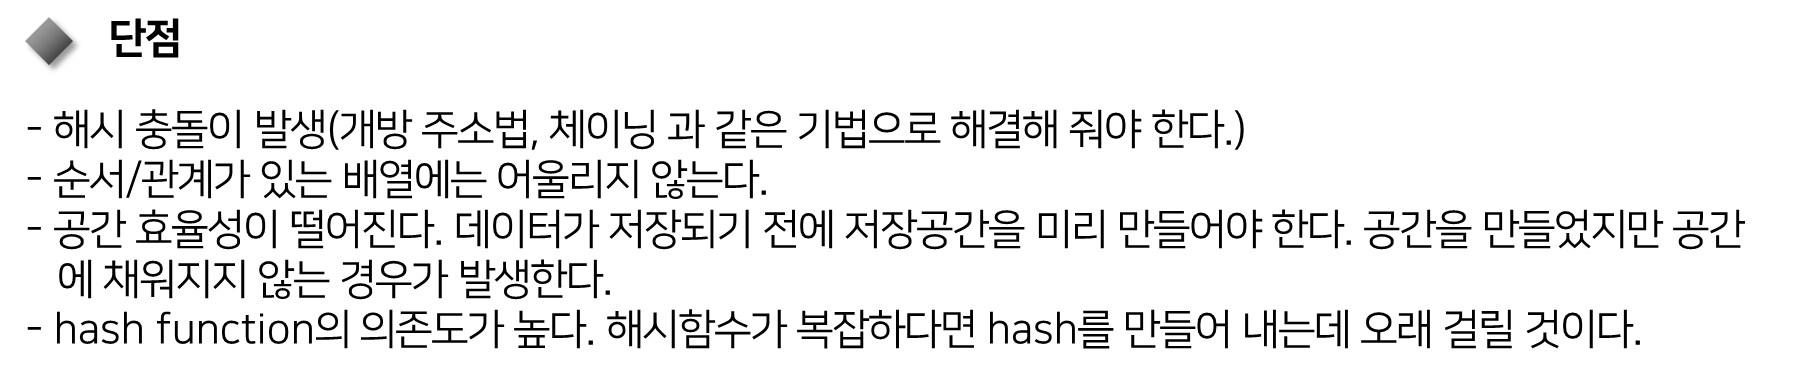 단점
- 해시 충돌이 발생(개방 주소법, 체이닝 과 같은 기법으로 해결해 줘야 한다.)
- 순서/관계가 있는 배열에는 어울리지 않는다.
- 공간 효율성이 떨어진다. 데이터가 저장되기 전에 저장공간을 미리 만들어야 한다. 공간을 만들었지만 공간
에 채워지지 않는 경우가 발생한다.
- hash function의 의존도가 높다. 해시함수가 복잡하다면 hash를 만들어 내는데 오래 걸릴 것이다.